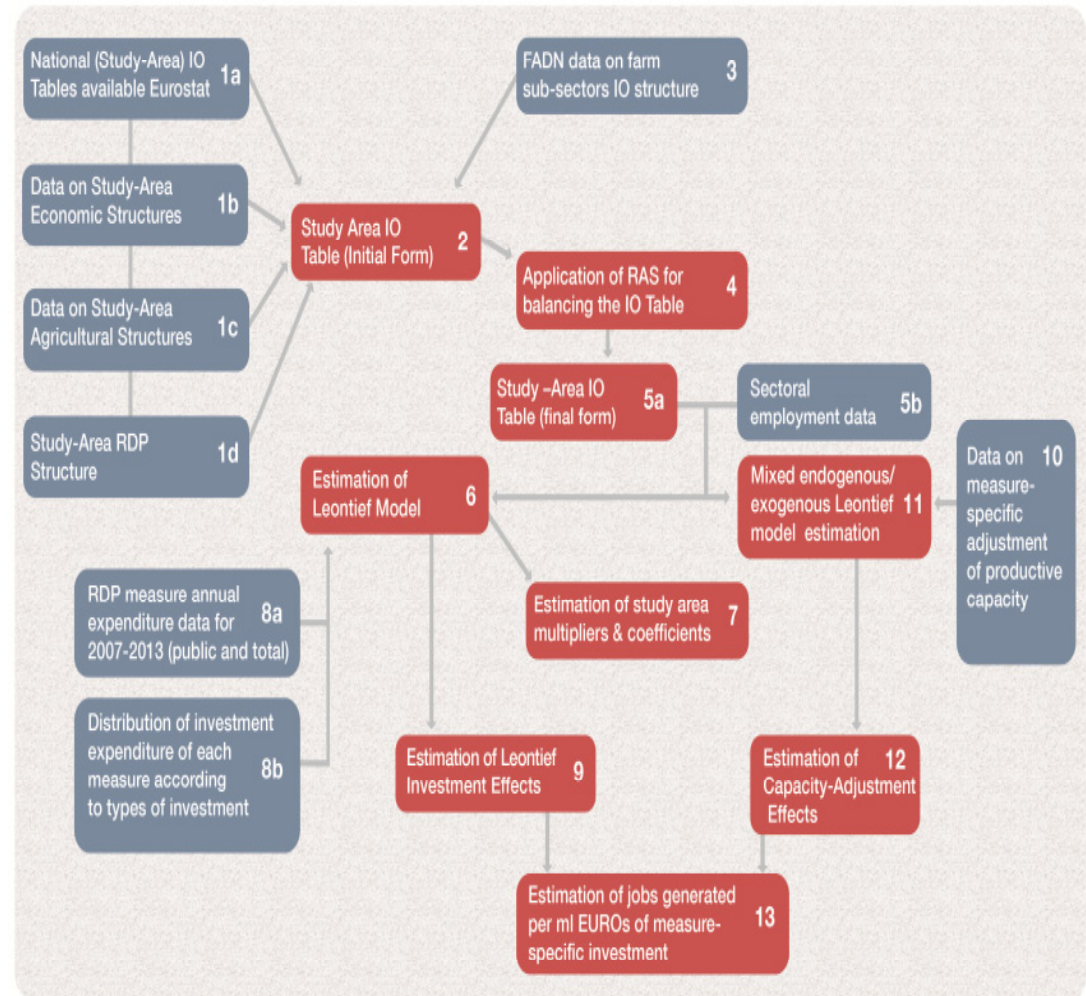 National (Study-Area) IO
Tables available Eurostat
1a
FADN data on farm
sub-sectors IO structure
3
Data on Study-Area
Economic Structures
1b
Study Area IO
Table (Initial Form)
2
Application of RAS for
balancing the IO Table
4
Data on Study-Area
Agricultural Structures
1c
Study –Area IO
Table (final form)
5a
Sectoral
employment data
5b
Study-Area RDP
Structure
1d
Estimation of
Leontief Model
6
Mixed endogenous/
exogenous Leontief
model estimation
11
Data on
measure-
specific
adjustment
of productive
capacity
10
RDP measure annual
expenditure data for
2007-2013 (public and total)
8a
Estimation of study area
multipliers & coefficients
7
Distribution of investment
expenditure of each
measure according
to types of investment
8b
Estimation of Leontief
Investment Effects
9
Estimation of
Capacity-Adjustment
Effects
12
Estimation of jobs generated
per ml EUROs of measure-
specific investment
13